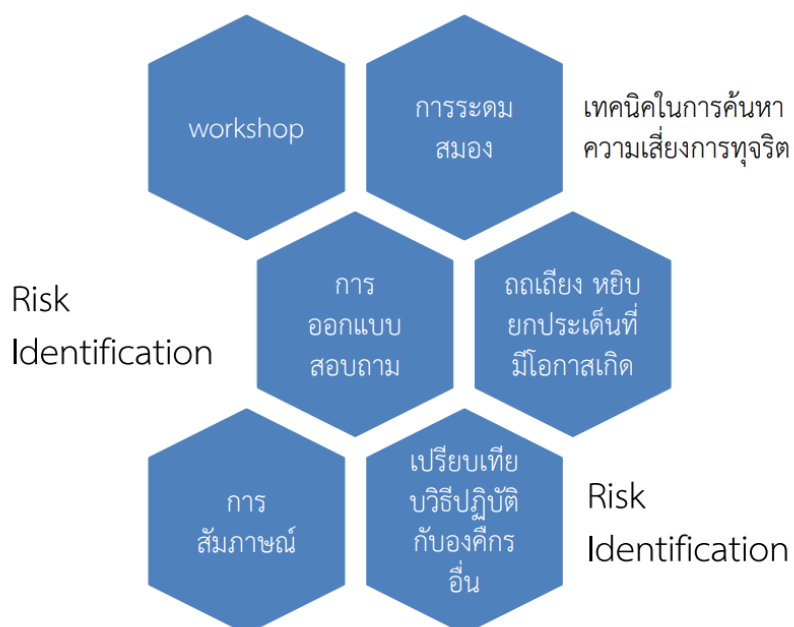 workshop
การระดม
สมอง
เทคนิคในการค้นหา
ความเสี่ยงการทุจริต
Risk
Identification
การ
ออกแบบ
สอบถาม
ถถเถียง หยิบ
ยกประเด็นที่
มีโอกาสเกิด
การ
สัมภาษณ์
เปรียบเทีย
บวิธีปฏิบัติ
กับองคืกร
อื่น
Risk
Identification